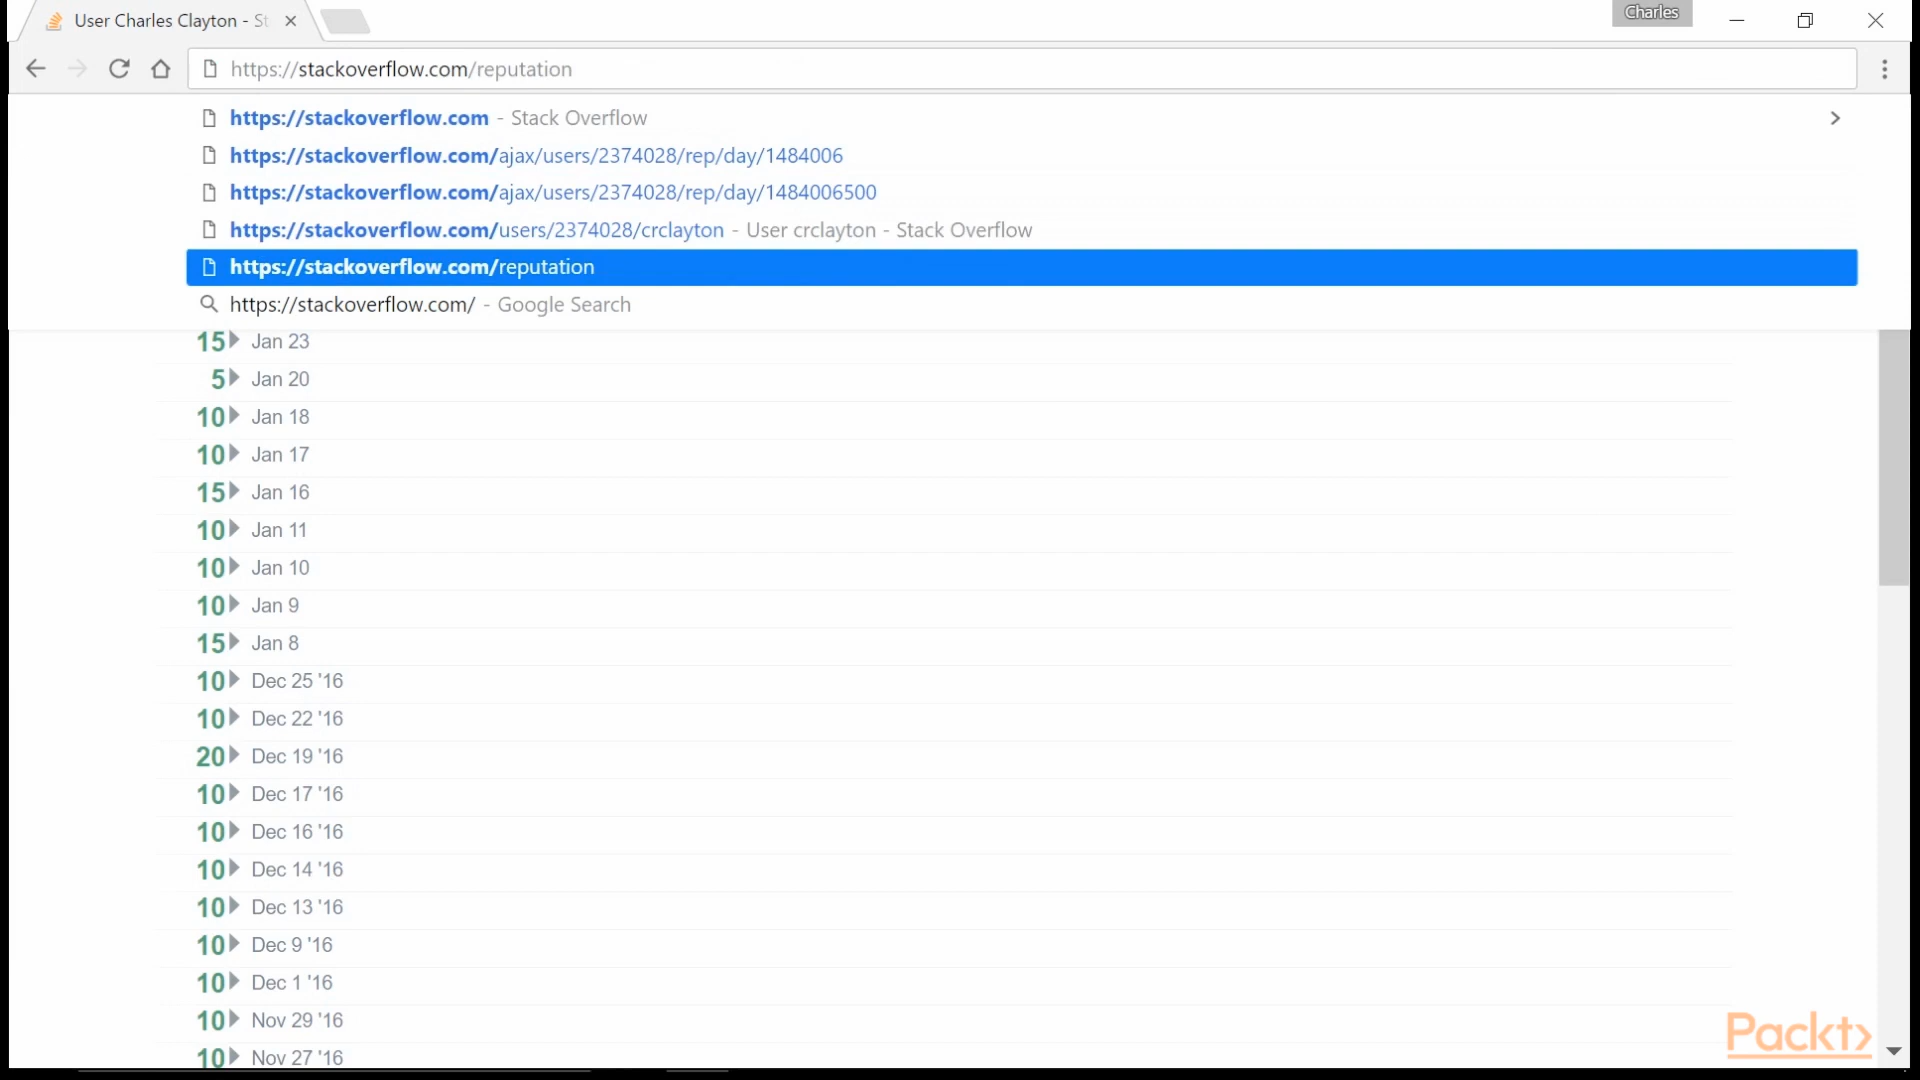 User Charles Clayton - St
Charles
https://stackoverflow.com/reputation
https://stackoverflow.com - Stack Overflow
https://stackoverflow.com/ajax/users/2374028/rep/day/1484006
https://stackoverflow.com/ajax/users/2374028/rep/day/1484006500
https://stackoverflow.com/users/2374028/crclayton - User crclayton - Stack Overflow
https://stackoverflow.com/reputation
https://stackoverflow.com/ - Google Search
15 Jan 23
5 Jan 20
10 Jan 18
10 Jan 17
15 Jan 16
10 Jan 11
10 Jan 10
10 Jan 9
15 Jan 8
10 Dec 25 '16
10 Dec 22 '16
20 Dec 19 '16
10 Dec 17 '16
10 Dec 16 '16
10 Dec 14 '16
10 Dec 13 '16
10 Dec 9 '16
10 Dec 1 '16
10 Nov 29 '16
10 Nov 27 '16
Packt